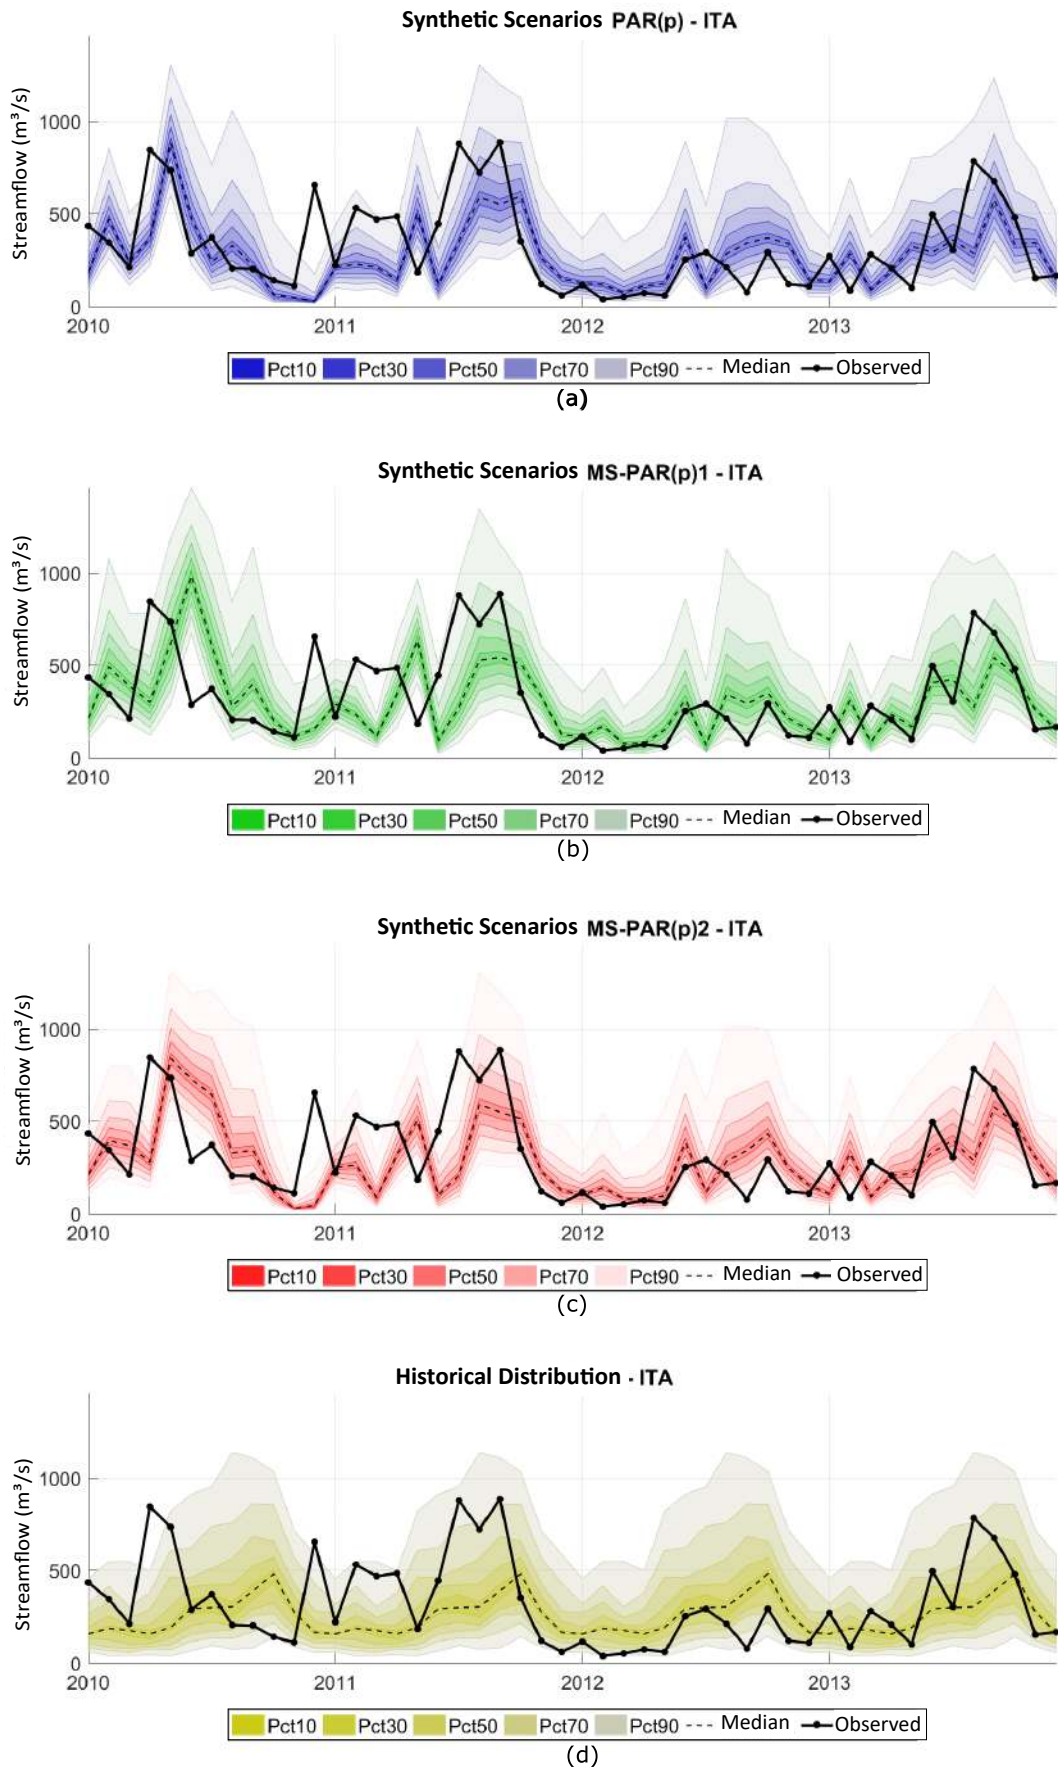 Synthetic Scenarios PAR(p) - ITA
Streamflow (m³/s)
1000
500
0
2010 2011 2012 2013
Pct10 Pct30 Pct50 Pct70 Pct90 Median Observed
(a)
Synthetic Scenarios MS-PAR(p)1 - ITA
Streamflow (m³/s)
1000
500
0
2010 2011 2012 2013
Pct10 Pct30 Pct50 Pct70 Pct90 Median Observed
(b)
Synthetic Scenarios MS-PAR(p)2 - ITA
Streamflow (m³/s)
1000
500
0
2010 2011 2012 2013
Pct10 Pct30 Pct50 Pct70 Pct90 Median Observed
(c)
Historical Distribution - ITA
Streamflow (m³/s)
1000
500
0
2010 2011 2012 2013
Pct10 Pct30 Pct50 Pct70 Pct90 Median Observed
(d)